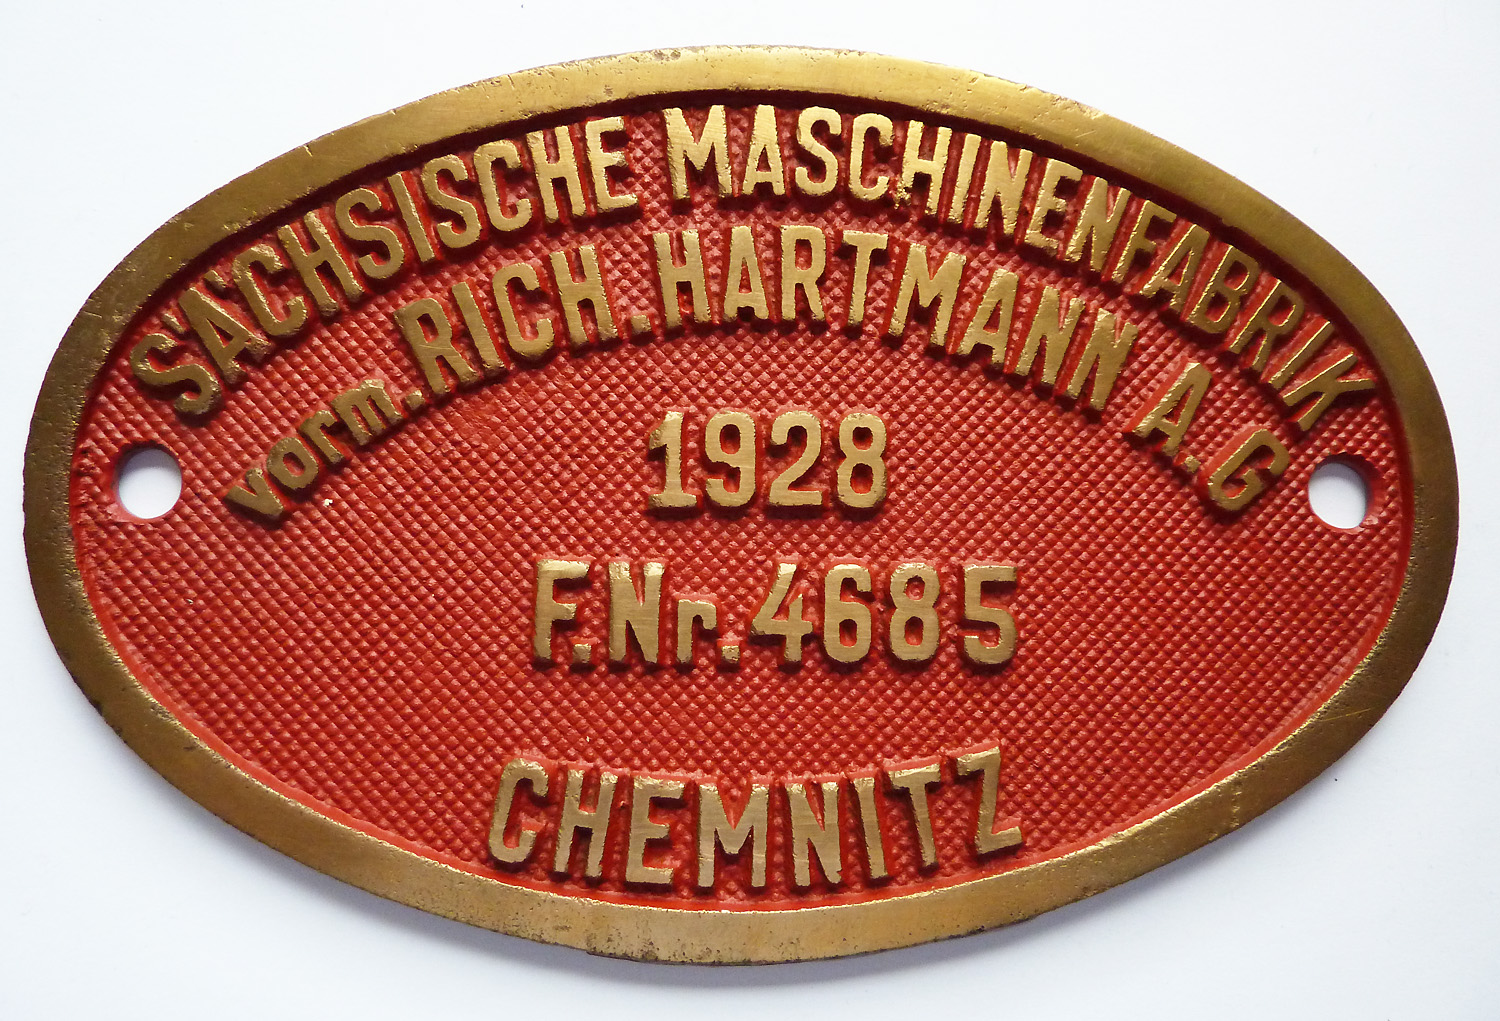 SÄCHSISCHE MASCHINENFABRIK
vorm. RICH. HARTMANN A.G
1928
F.Nr.4685
CHEMNITZ